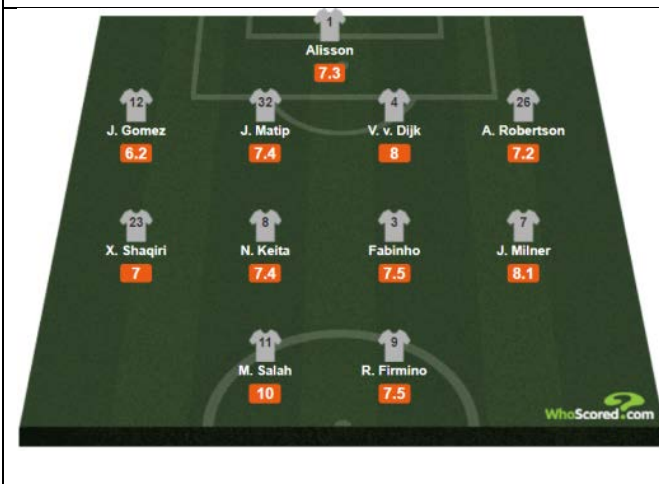 1
Alisson
7.3
12 32 4 26
J. Gomez J. Matip V. v. Dijk A. Robertson
6.2 7.4 8 7.2
23 8 3 7
X. Shaqiri N. Keita Fabinho J. Milner
7 7.4 7.5 8.1
11 9
M. Salah R. Firmino
10 7.5
WhoScored.com